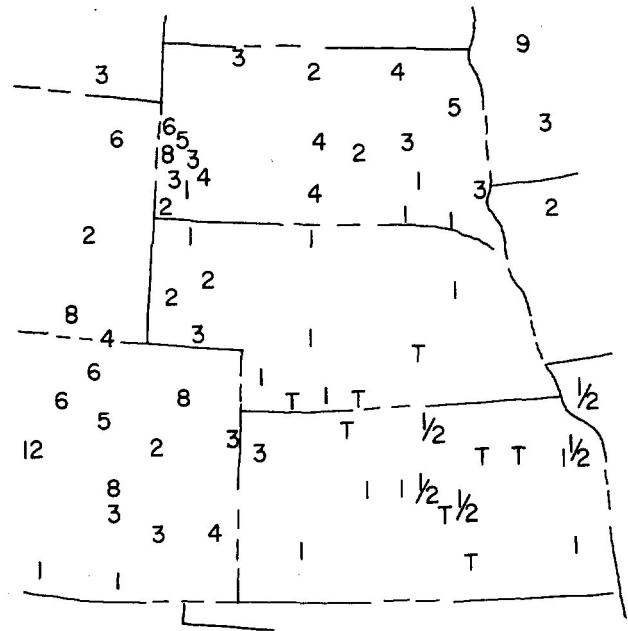 9
3
2 4
3
5
6 6 5 3
8 3 4 2 3
3 4 1
1 4 3
2 1 1 2
2 1 1
2 2 1
8
4 3 1 T
6 1
6 8 T 1 T 1/2
5 T 1/2
12 2 3 3 T T 1 1/2
8 1 1 1/2
3 T 1/2
3 4 1 1
T
1 1